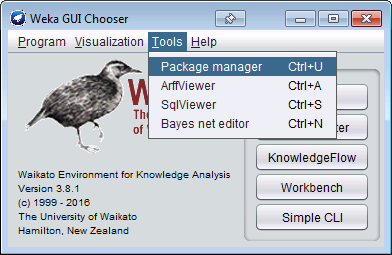 Weka GUI Chooser
Program Visualization Tools Help
Package manager Ctrl+U
ArffViewer Ctrl+A
SqlViewer Ctrl+S
Bayes net editor Ctrl+N
The
of
KnowledgeFlow
Workbench
Simple CLI
Waikato Environment for Knowledge Analysis
Version 3.8.1
(c) 1999 - 2016
The University of Waikato
Hamilton, New Zealand